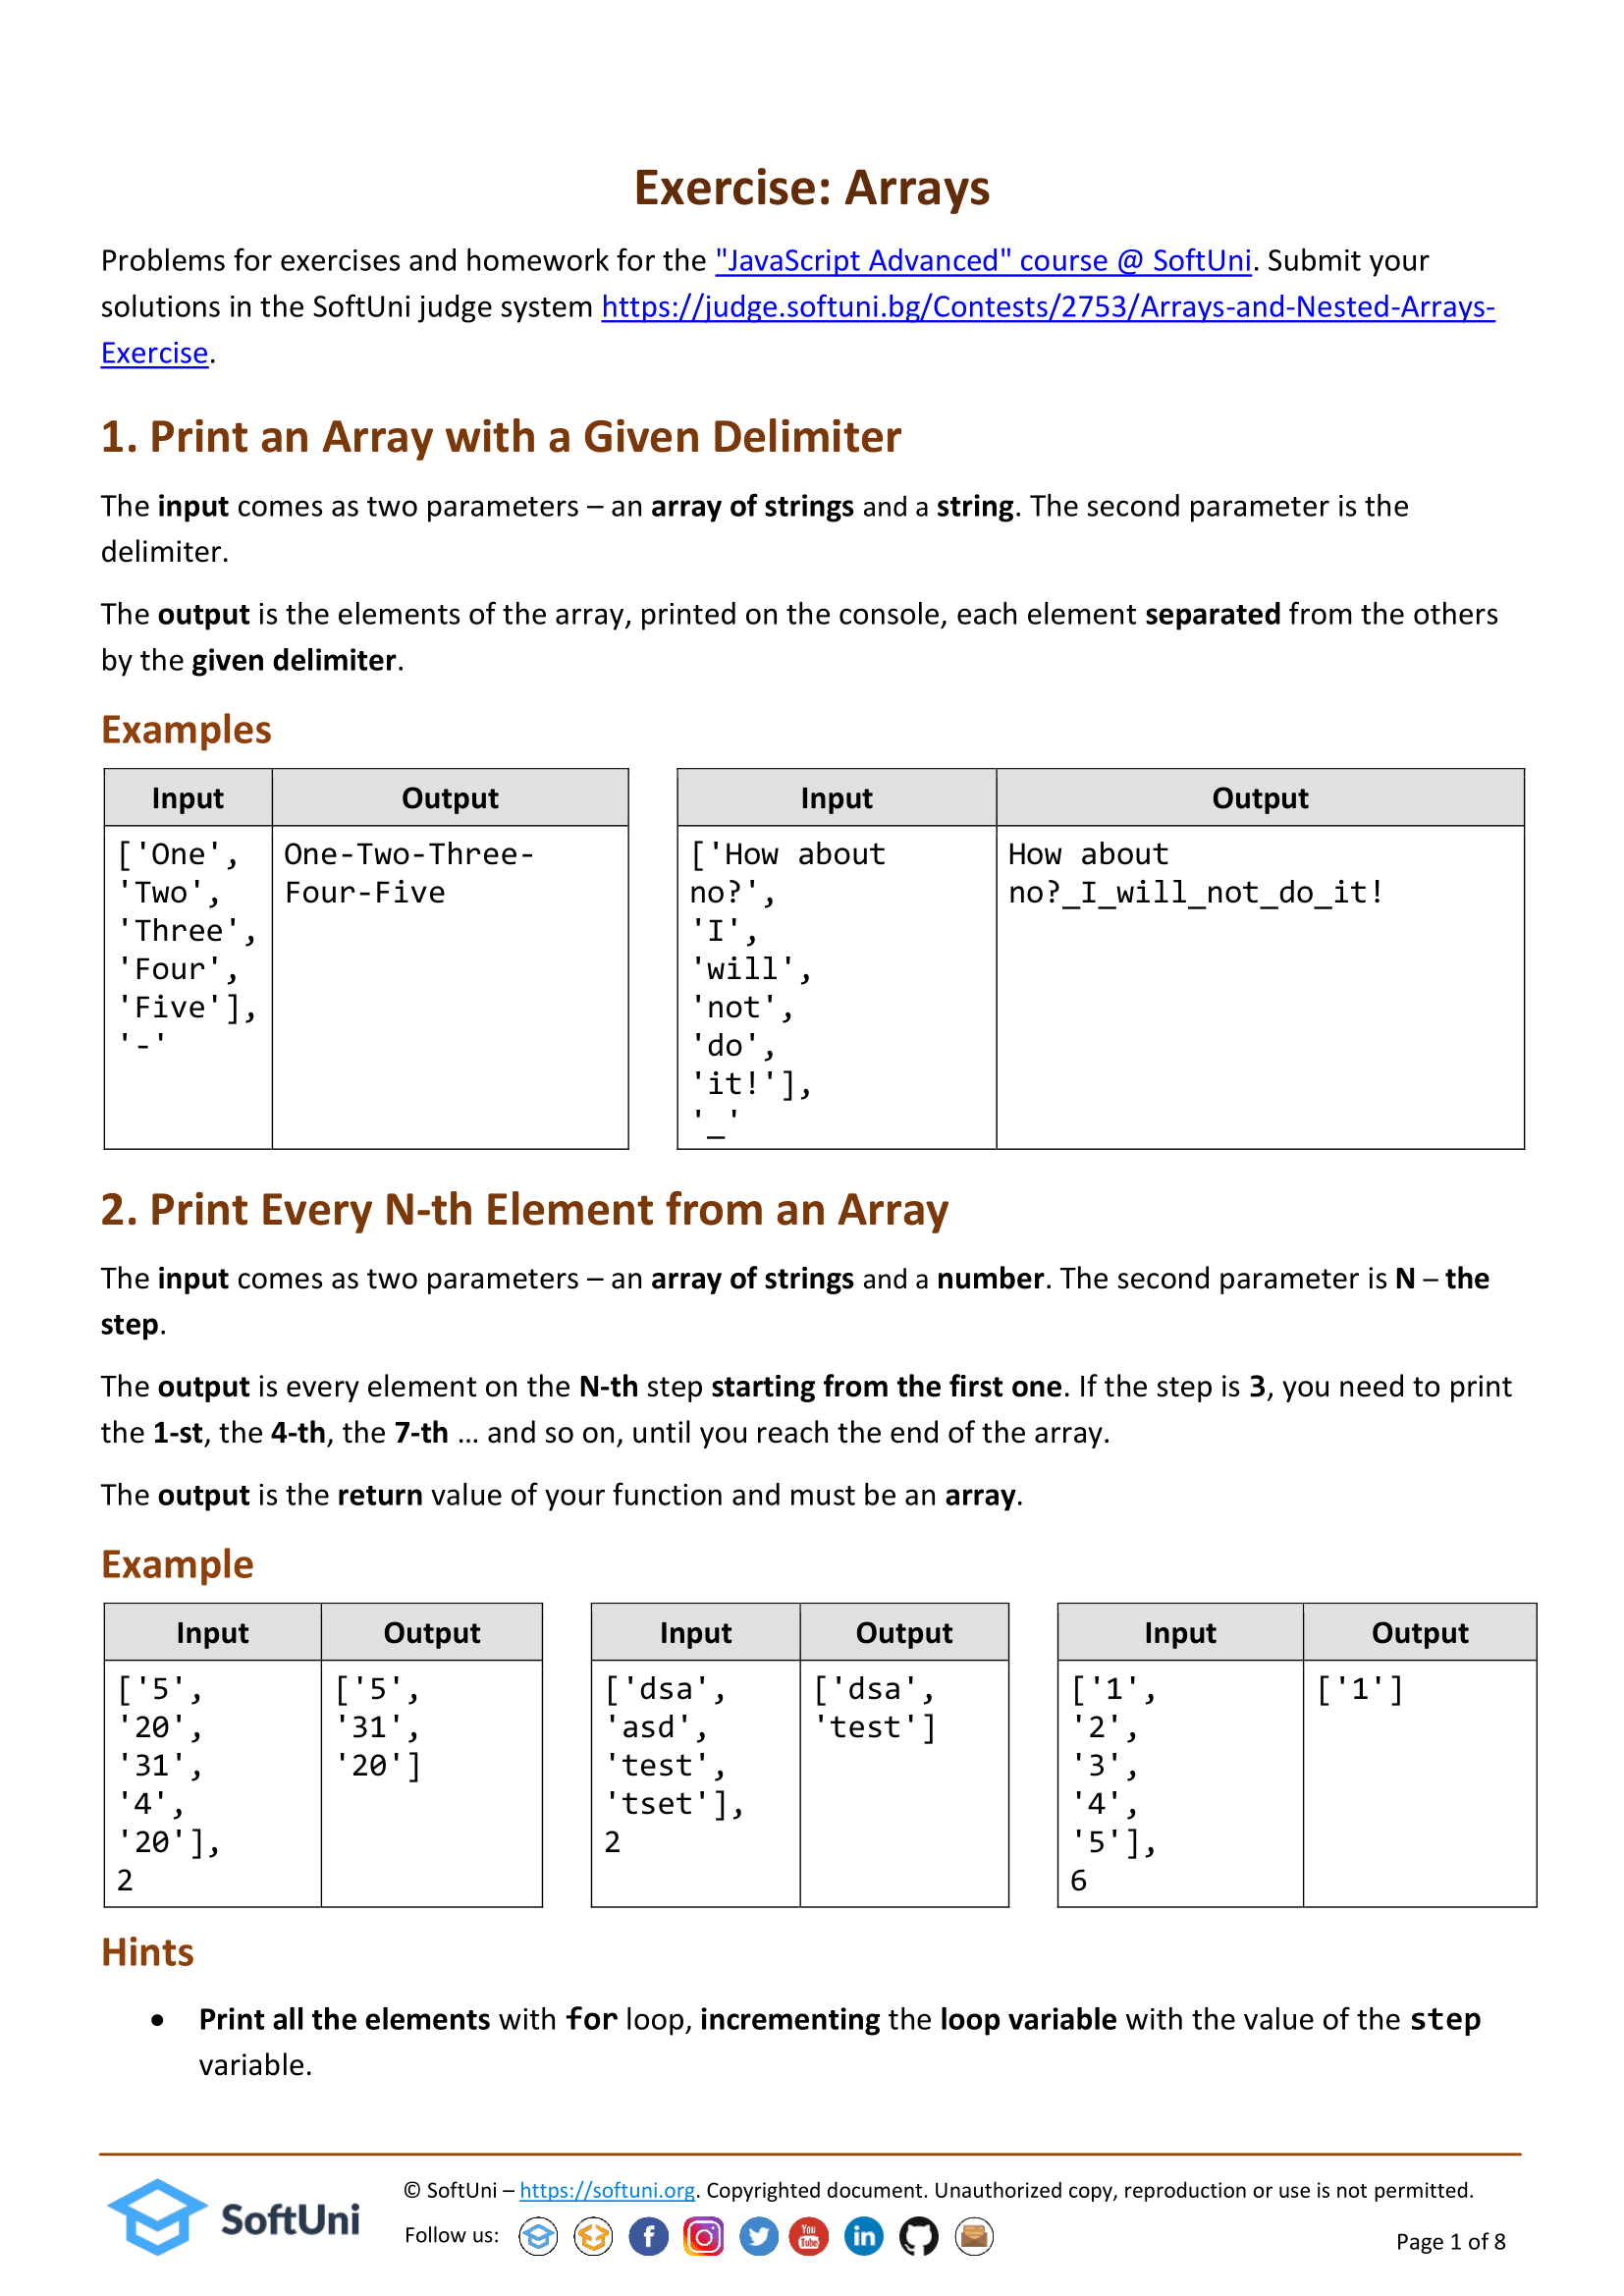 Exercise: Arrays
Problems for exercises and homework for the "JavaScript Advanced" course @ SoftUni. Submit your
solutions in the SoftUni judge system https://judge.softuni.bg/Contests/2753/Arrays-and-Nested-Arrays-
Exercise.
1. Print an Array with a Given Delimiter
The input comes as two parameters – an array of strings and a string. The second parameter is the
delimiter.
The output is the elements of the array, printed on the console, each element separated from the others
by the given delimiter.
Examples
Input
Output
['One',
'Two',
'Three',
'Four',
'Five'],
'-'
One-Two-Three-
Four-Five
Input
Output
['How about
no?',
'I',
'will',
'not',
'do',
'it!'],
'_'
How about
no?_I_will_not_do_it!
2. Print Every N-th Element from an Array
The input comes as two parameters – an array of strings and a number. The second parameter is N – the
step.
The output is every element on the N-th step starting from the first one. If the step is 3, you need to print
the 1-st, the 4-th, the 7-th … and so on, until you reach the end of the array.
The output is the return value of your function and must be an array.
Example
Input
Output
['5',
'20',
'31',
'4',
'20'],
2
['5',
'31',
'20']
Input
Output
['dsa',
'asd',
'test',
'tset'],
2
['dsa',
'test']
Input
Output
['1',
'2',
'3',
'4',
'5'],
6
['1']
Hints
• Print all the elements with for loop, incrementing the loop variable with the value of the step
variable.
SoftUni
© SoftUni – https://softuni.org. Copyrighted document. Unauthorized copy, reproduction or use is not permitted.
Follow us:
You
Tube
Page 1 of 8